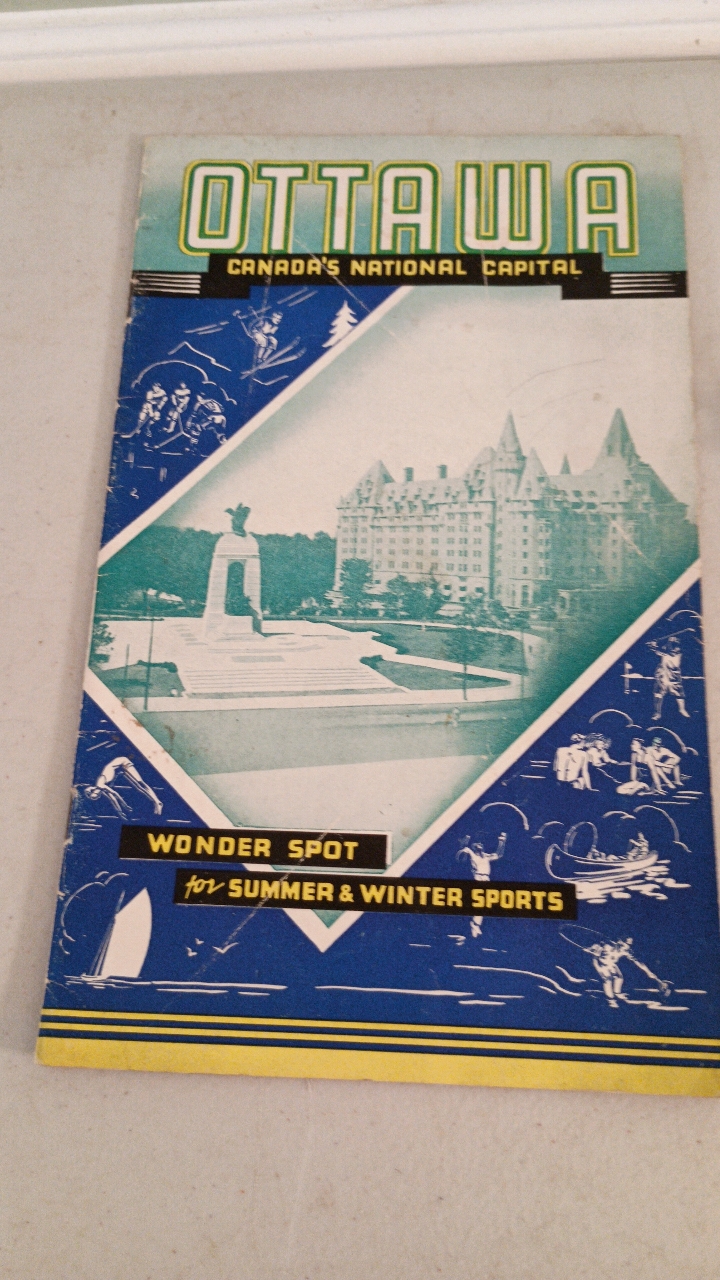 OTTAWA
CANADA'S NATIONAL CAPITAL
WONDER SPOT
for SUMMER & WINTER SPORTS